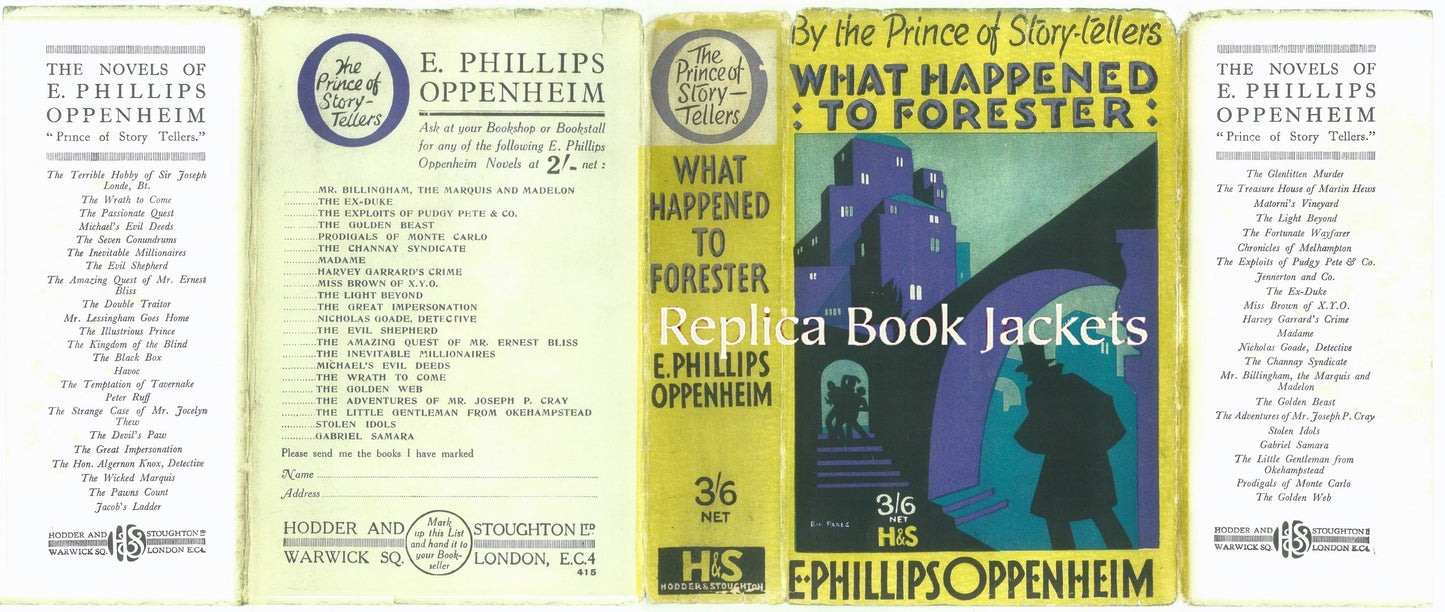 THE NOVELS OF
E. PHILLIPS
OPPENHEIM
"Prince of Story Tellers."
The Terrible Hobby of Sir Joseph
Londe, Bt.
The Wrath to Come
The Passionate Quest
Michael's Evil Deeds
The Seven Conundrums
The Inevitable Millionaires
The Evil Shepherd
The Amazing Quest of Mr. Ernest
Bliss
The Double Traitor
Mr. Lessingham Goes Home
The Illustrious Prince
The Kingdom of the Blind
The Black Box
Havoc
The Temptation of Tavernake
Peter Ruff
The Strange Case of Mr. Jocelyn
Thew
The Devil's Paw
The Great Impersonation
The Hon. Algernon Knox, Detective
The Wicked Marquis
The Pawns Count
Jacob's Ladder
HODDER AND H&S STOUGHTON LTD
WARWICK SQ. LONDON E.C.4.
The
Prince of
Story-
Tellers
E. PHILLIPS
OPPENHEIM
Ask at your Bookshop or Bookstall
for any of the following E. Phillips
Oppenheim Novels at 2/- net :
..........MR. BILLINGHAM, THE MARQUIS AND MADELON
..........THE EX-DUKE
..........THE EXPLOITS OF PUDGY PETE & CO.
..........THE GOLDEN BEAST
..........PRODIGALS OF MONTE CARLO
..........THE CHANNAY SYNDICATE
..........MADAME
..........HARVEY GARRARD'S CRIME
..........MISS BROWN OF X.Y.O.
..........THE LIGHT BEYOND
..........THE GREAT IMPERSONATION
..........NICHOLAS GOADE, DETECTIVE
..........THE EVIL SHEPHERD
..........THE AMAZING QUEST OF MR. ERNEST BLISS
..........THE INEVITABLE MILLIONAIRES
..........MICHAEL'S EVIL DEEDS
..........THE WRATH TO COME
..........THE GOLDEN WEB
..........THE ADVENTURES OF MR. JOSEPH P. CRAY
..........THE LITTLE GENTLEMAN FROM OKEHAMPSTEAD
..........STOLEN IDOLS
..........GABRIEL SAMARA
Please send me the books I have marked
Name
Address
HODDER AND STOUGHTON LTD.
WARWICK SQ. LONDON, E.C.4
Mark
up this List
and hand it to
your Book-
seller
415
The
Prince of
Story-
Tellers
WHAT
HAPPENED
TO
FORESTER
E. PHILLIPS
OPPENHEIM
3/6
NET
H&S
HODDER & STOUGHTON
By the Prince of Story-tellers
WHAT HAPPENED
: TO FORESTER :
Replica Book Jackets
3/6
NET
H&S
E·PHILLIPS OPPENHEIM
THE NOVELS OF
E. PHILLIPS
OPPENHEIM
"Prince of Story Tellers."
The Glenlitten Murder
The Treasure House of Martin Hews
Matorni's Vineyard
The Light Beyond
The Fortunate Wayfarer
Chronicles of Melhampton
The Exploits of Pudgy Pete & Co.
Jennerton and Co.
The Ex-Duke
Miss Brown of X.Y.O.
Harvey Garrard's Crime
Madame
Nicholas Goade, Detective
The Channay Syndicate
Mr. Billingham, the Marquis and
Madelon
The Golden Beast
The Adventures of Mr. Joseph P. Cray
Stolen Idols
Gabriel Samara
The Little Gentleman from
Okehampstead
Prodigals of Monte Carlo
The Golden Web
HODDER AND H&S STOUGHTON
WARWICK SQ. LONDON E.C.4.